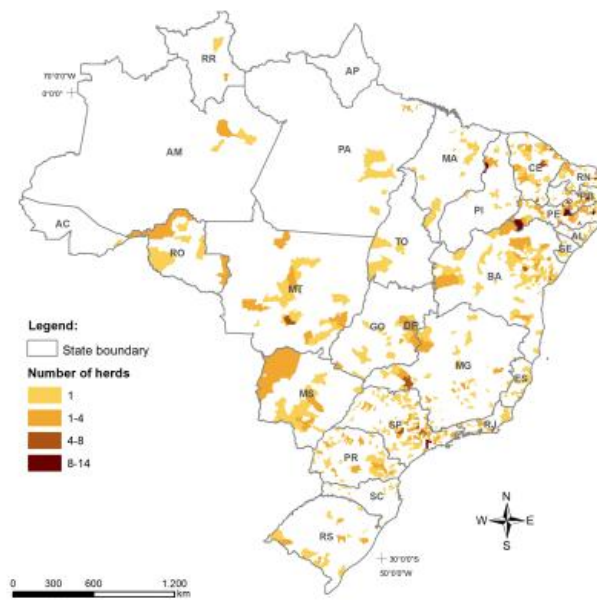 RR
AP
70°0'0"W
0°0'0"
AM
PA
MA
CE
RN
PB
PI
PE
AC
AL
TO
SE
RO
BA
MT
GO
DF
Legend:
State boundary
MG
Number of herds
ES
1
MS
1-4
SP
RJ
4-8
8-14
PR
SC
N
W E
S
RS
30°0'0"S
50°0'0"W
0 300 600 1.200
km